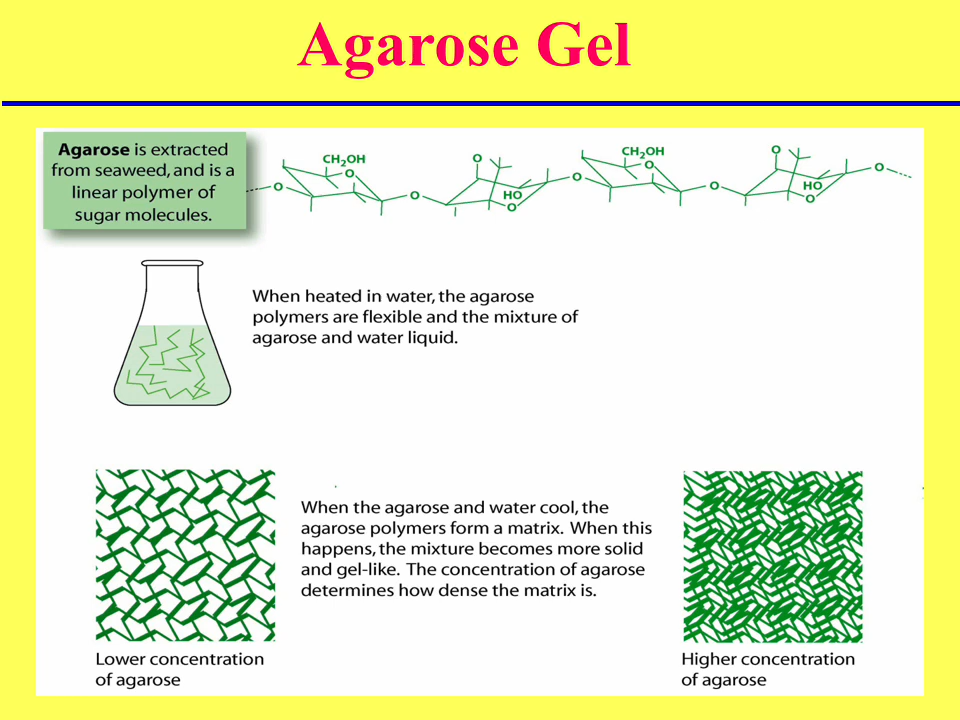 Agarose Gel
Agarose is extracted
from seaweed, and is a
linear polymer of
sugar molecules.
CH₂OH
O
O
O
O
HO
O
O
CH₂OH
O
O
O
HO
O
O
When heated in water, the agarose
polymers are flexible and the mixture of
agarose and water liquid.
When the agarose and water cool, the
agarose polymers form a matrix. When this
happens, the mixture becomes more solid
and gel-like. The concentration of agarose
determines how dense the matrix is.
Lower concentration
of agarose
Higher concentration
of agarose